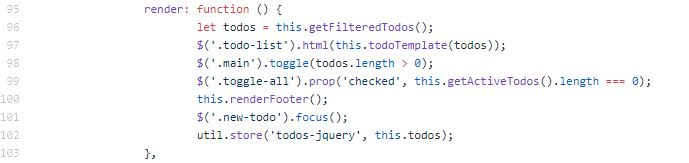 95 render: function () {
96 let todos = this.getFilteredTodos();
97 $('.todo-list').html(this.todoTemplate(todos));
98 $('.main').toggle(todos.length > 0);
99 $('.toggle-all').prop('checked', this.getActiveTodos().length === 0);
100 this.renderFooter();
101 $('.new-todo').focus();
102 util.store('todos-jquery', this.todos);
103 },